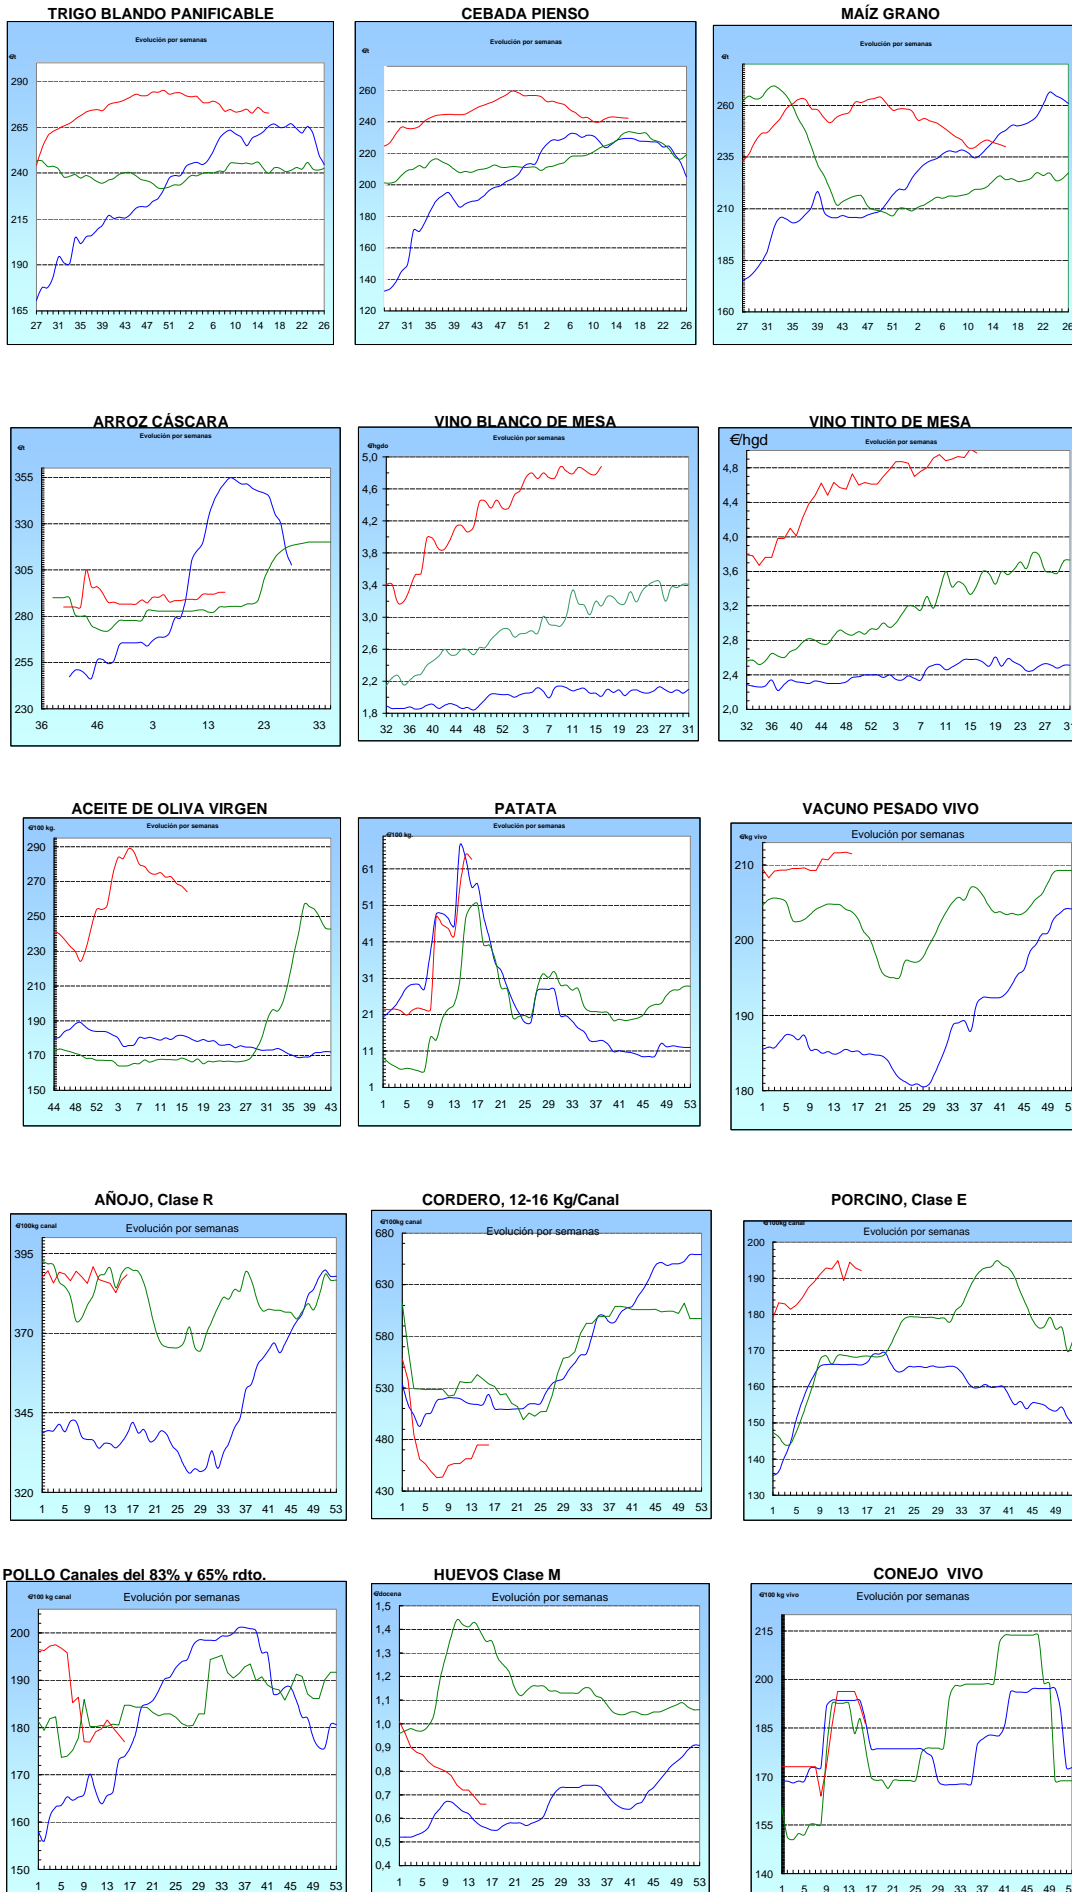 TRIGO BLANDO PANIFICABLE
Evolución por semanas
€/t
290
265
240
215
190
165
27 31 35 39 43 47 51 2 6 10 14 18 22 26
CEBADA PIENSO
Evolución por semanas
€/t
260
240
220
200
180
160
140
120
27 31 35 39 43 47 51 2 6 10 14 18 22 26
MAÍZ GRANO
Evolución por semanas
€/t
260
235
210
185
160
27 31 35 39 43 47 51 2 6 10 14 18 22 26
ARROZ CÁSCARA
Evolución por semanas
€/t
355
330
305
280
255
230
36 46 3 13 23 33
VINO BLANCO DE MESA
Evolución por semanas
€/hgdo
5,0
4,6
4,2
3,8
3,4
3,0
2,6
2,2
1,8
32 36 40 44 48 52 3 7 11 15 19 23 27 31
VINO TINTO DE MESA
€/hgd
Evolución por semanas
4,8
4,4
4,0
3,6
3,2
2,8
2,4
2,0
32 36 40 44 48 52 3 7 11 15 19 23 27 31
ACEITE DE OLIVA VIRGEN
€/100 kg.
Evolución por semanas
290
270
250
230
210
190
170
150
44 48 52 3 7 11 15 19 23 27 31 35 39 43
PATATA
Evolución por semanas
€/100 kg.
61
51
41
31
21
11
1
1 5 9 13 17 21 25 29 33 37 41 45 49 53
VACUNO PESADO VIVO
€/kg vivo
Evolución por semanas
210
200
190
180
1 5 9 13 17 21 25 29 33 37 41 45 49 53
AÑOJO, Clase R
€/100kg canal
Evolución por semanas
395
370
345
320
1 5 9 13 17 21 25 29 33 37 41 45 49 53
CORDERO, 12-16 Kg/Canal
€/100kg canal
Evolución por semanas
680
630
580
530
480
430
1 5 9 13 17 21 25 29 33 37 41 45 49 53
PORCINO, Clase E
€/100kg canal
Evolución por semanas
200
190
180
170
160
150
140
130
1 5 9 13 17 21 25 29 33 37 41 45 49
POLLO Canales del 83% y 65% rdto.
€/100 kg canal
Evolución por semanas
200
190
180
170
160
150
1 5 9 13 17 21 25 29 33 37 41 45 49 53
HUEVOS Clase M
€/docena
Evolución por semanas
1,5
1,4
1,3
1,2
1,1
1,0
0,9
0,8
0,7
0,6
0,5
0,4
1 5 9 13 17 21 25 29 33 37 41 45 49 53
CONEJO VIVO
€/100 kg vivo
Evolución por semanas
215
200
185
170
155
140
1 5 9 13 17 21 25 29 33 37 41 45 49 53